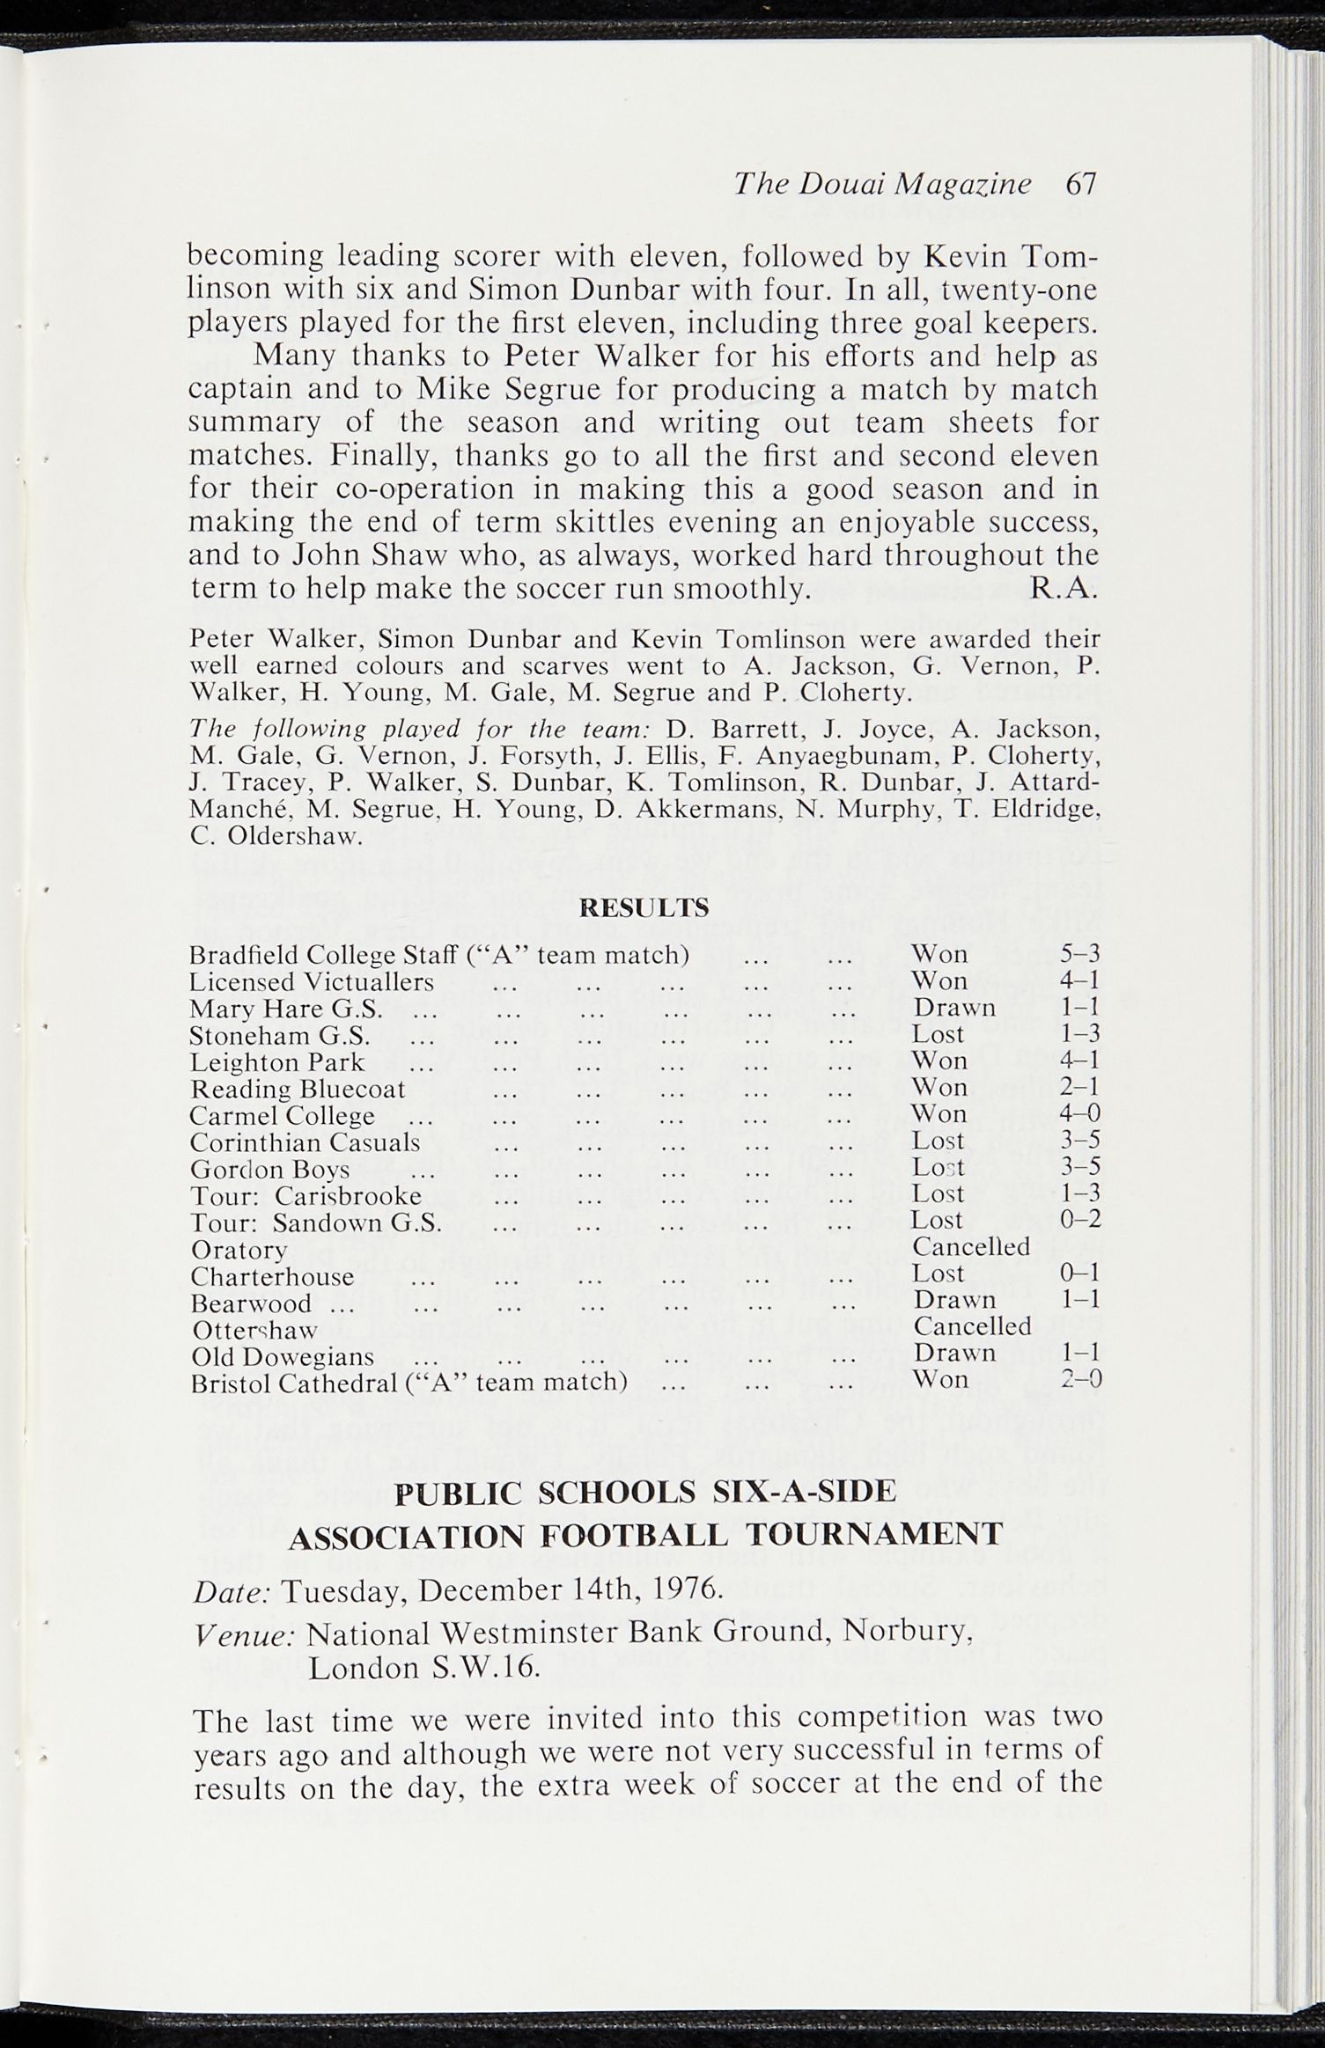 The Douai Magazine 67
becoming leading scorer with eleven, followed by Kevin Tom-
linson with six and Simon Dunbar with four. In all, twenty-one
players played for the first eleven, including three goal keepers.
Many thanks to Peter Walker for his efforts and help as
captain and to Mike Segrue for producing a match by match
summary of the season and writing out team sheets for
matches. Finally, thanks go to all the first and second eleven
for their co-operation in making this a good season and in
making the end of term skittles evening an enjoyable success,
and to John Shaw who, as always, worked hard throughout the
term to help make the soccer run smoothly. R.A.
Peter Walker, Simon Dunbar and Kevin Tomlinson were awarded their
well earned colours and scarves went to A. Jackson, G. Vernon, P.
Walker, H. Young, M. Gale, M. Segrue and P. Cloherty.
The following played for the team: D. Barrett, J. Joyce, A. Jackson,
M. Gale, G. Vernon, J. Forsyth, J. Ellis, F. Anyaegbunam, P. Cloherty,
J. Tracey, P. Walker, S. Dunbar, K. Tomlinson, R. Dunbar, J. Attard-
Manché, M. Segrue, H. Young, D. Akkermans, N. Murphy, T. Eldridge,
C. Oldershaw.
RESULTS
Bradfield College Staff (“A” team match) ... ... Won 5–3
Licensed Victuallers ... ... ... ... ... Won 4–1
Mary Hare G.S. ... ... ... ... ... ... Drawn 1–1
Stoneham G.S. ... ... ... ... ... ... Lost 1–3
Leighton Park ... ... ... ... ... ... Won 4–1
Reading Bluecoat ... ... ... ... ... Won 2–1
Carmel College ... ... ... ... ... ... Won 4–0
Corinthian Casuals ... ... ... ... ... Lost 3–5
Gordon Boys ... ... ... ... ... ... Lost 3–5
Tour: Carisbrooke ... ... ... ... ... Lost 1–3
Tour: Sandown G.S. ... ... ... ... ... Lost 0–2
Oratory Cancelled
Charterhouse ... ... ... ... ... ... Lost 0–1
Bearwood ... ... ... ... ... ... ... Drawn 1–1
Ottershaw Cancelled
Old Dowegians ... ... ... ... ... ... Drawn 1–1
Bristol Cathedral (“A” team match) ... ... ... Won 2–0
PUBLIC SCHOOLS SIX-A-SIDE
ASSOCIATION FOOTBALL TOURNAMENT
Date: Tuesday, December 14th, 1976.
Venue: National Westminster Bank Ground, Norbury,
London S.W.16.
The last time we were invited into this competition was two
years ago and although we were not very successful in terms of
results on the day, the extra week of soccer at the end of the